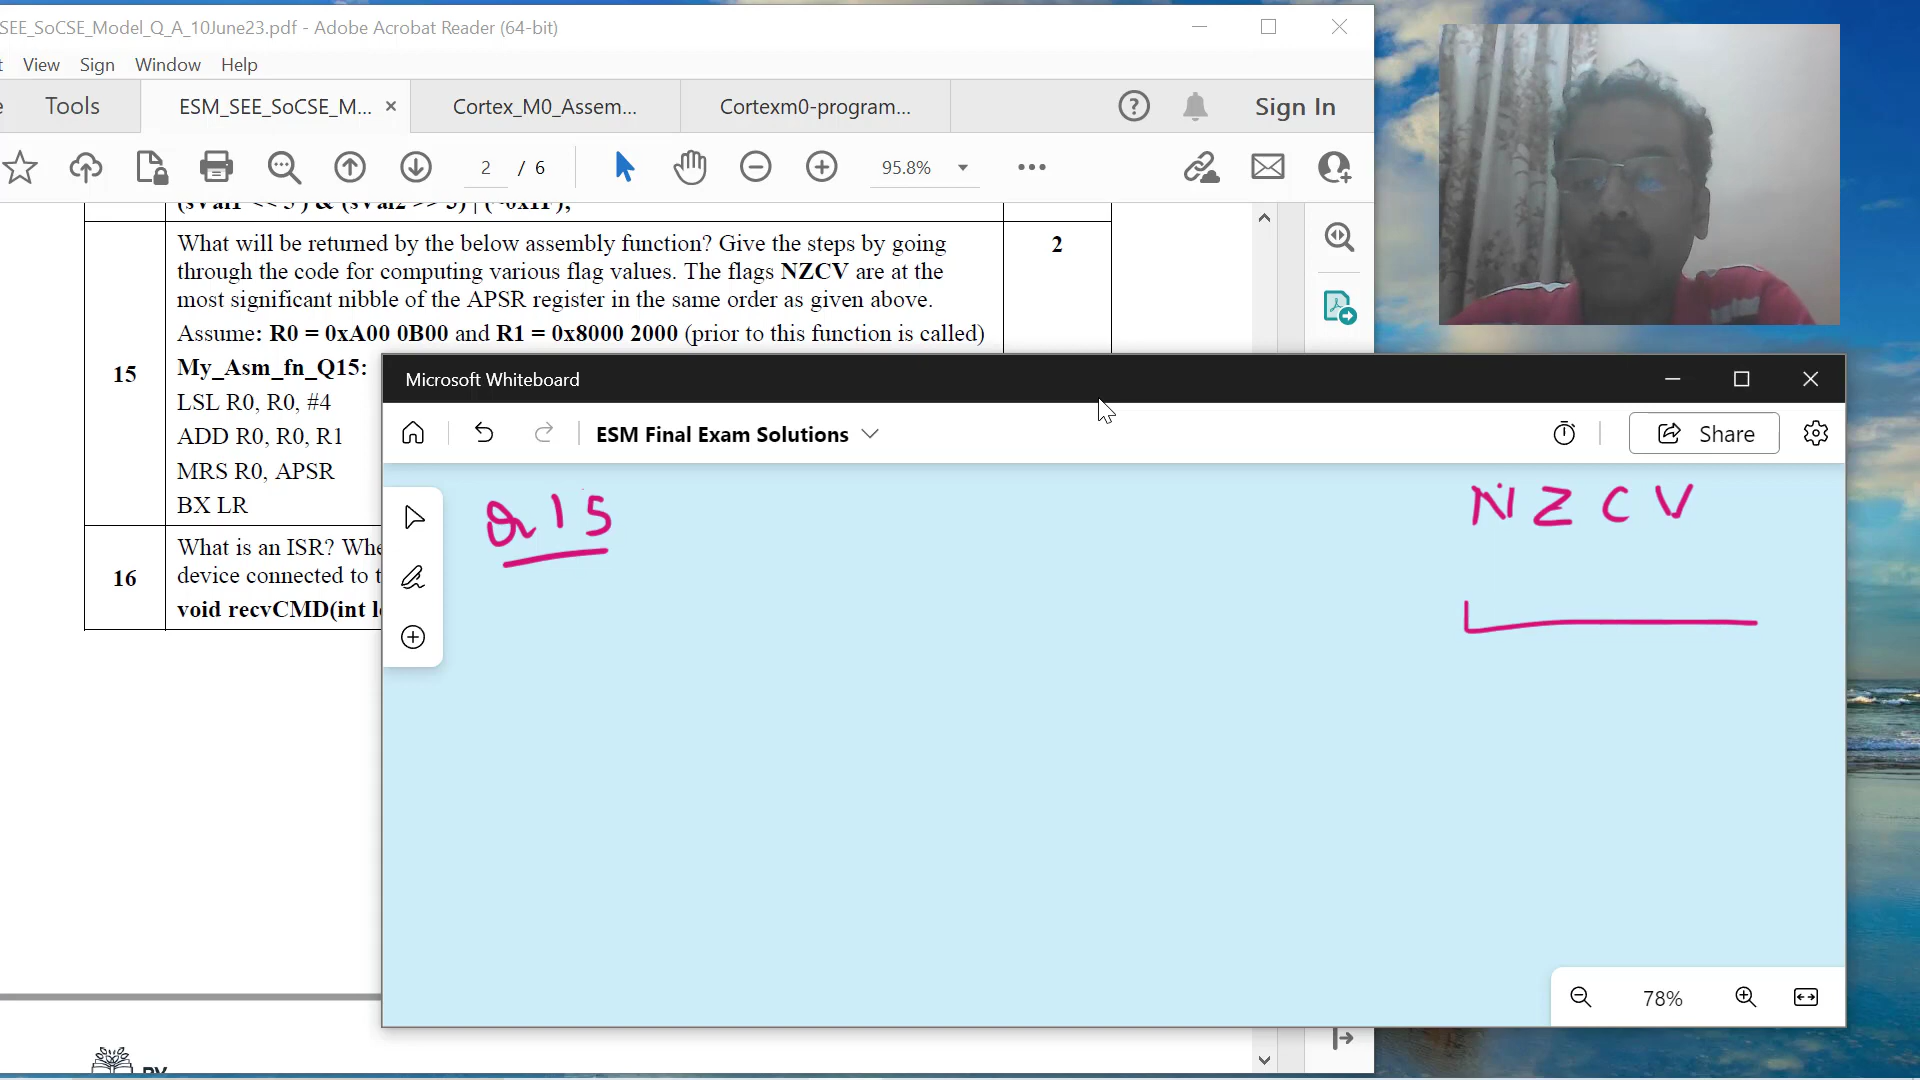 SEE_SoCSE_Model_Q_A_10June23.pdf - Adobe Acrobat Reader (64-bit)
t View Sign Window Help
e Tools ESM_SEE_SoCSE_M... × Cortex_M0_Assem... Cortexm0-program... ? Sign In
2 / 6 95.8%
15
What will be returned by the below assembly function? Give the steps by going
through the code for computing various flag values. The flags NZCV are at the
most significant nibble of the APSR register in the same order as given above.
Assume: R0 = 0xA00 0B00 and R1 = 0x8000 2000 (prior to this function is called)
My_Asm_fn_Q15:
LSL R0, R0, #4
ADD R0, R0, R1
MRS R0, APSR
BX LR
2
16
What is an ISR? Whe
device connected to t
void recvCMD(int l
Microsoft Whiteboard
ESM Final Exam Solutions
Share
Q15
N Z C V
78%